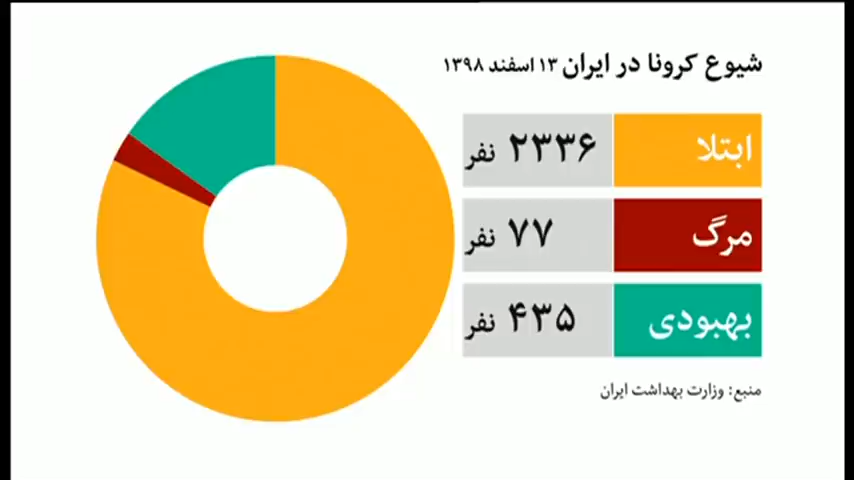 شیوع کرونا در ایران ۱۳ اسفند ۱۳۹۸
ابتلا ۲۳۳۶ نفر
مرگ ۷۷ نفر
بهبودی ۴۳۵ نفر
منبع: وزارت بهداشت ایران